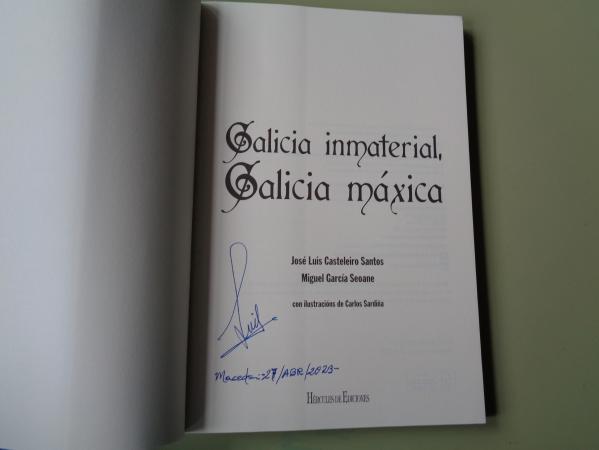 Galicia inmaterial,
Galicia máxica
José Luis Casteleiro Santos
Miguel García Seoane
con ilustracións de Carlos Sardiña
27/ABR/2023-
HÉRCULES DE EDICIONES